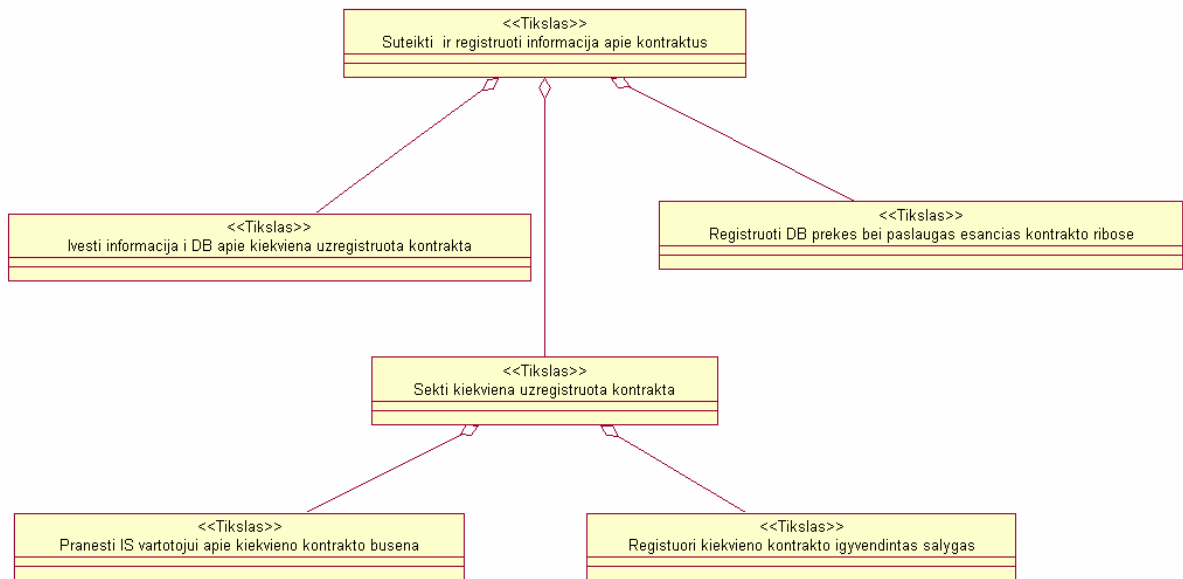 <<Tikslas>>
Suteikti ir registruoti informacija apie kontraktus
<<Tikslas>>
Ivesti informacija i DB apie kiekviena uzregistruota kontrakta
<<Tikslas>>
Registruoti DB prekes bei paslaugas esancias kontrakto ribose
<<Tikslas>>
Sekti kiekviena uzregistruota kontrakta
<<Tikslas>>
Pranesti IS vartotojui apie kiekvieno kontrakto busena
<<Tikslas>>
Registuori kiekvieno kontrakto igyvendintas salygas